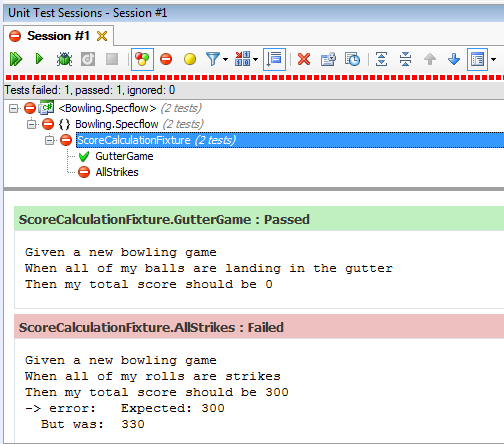 Unit Test Sessions - Session #1
Session #1
Tests failed: 1, passed: 1, ignored: 0
<Bowling.Specflow> (2 tests)
{} Bowling.Specflow (2 tests)
ScoreCalculationFixture (2 tests)
GutterGame
AllStrikes
ScoreCalculationFixture.GutterGame : Passed
Given a new bowling game
When all of my balls are landing in the gutter
Then my total score should be 0
ScoreCalculationFixture.AllStrikes : Failed
Given a new bowling game
When all of my rolls are strikes
Then my total score should be 300
-> error: Expected: 300
But was: 330